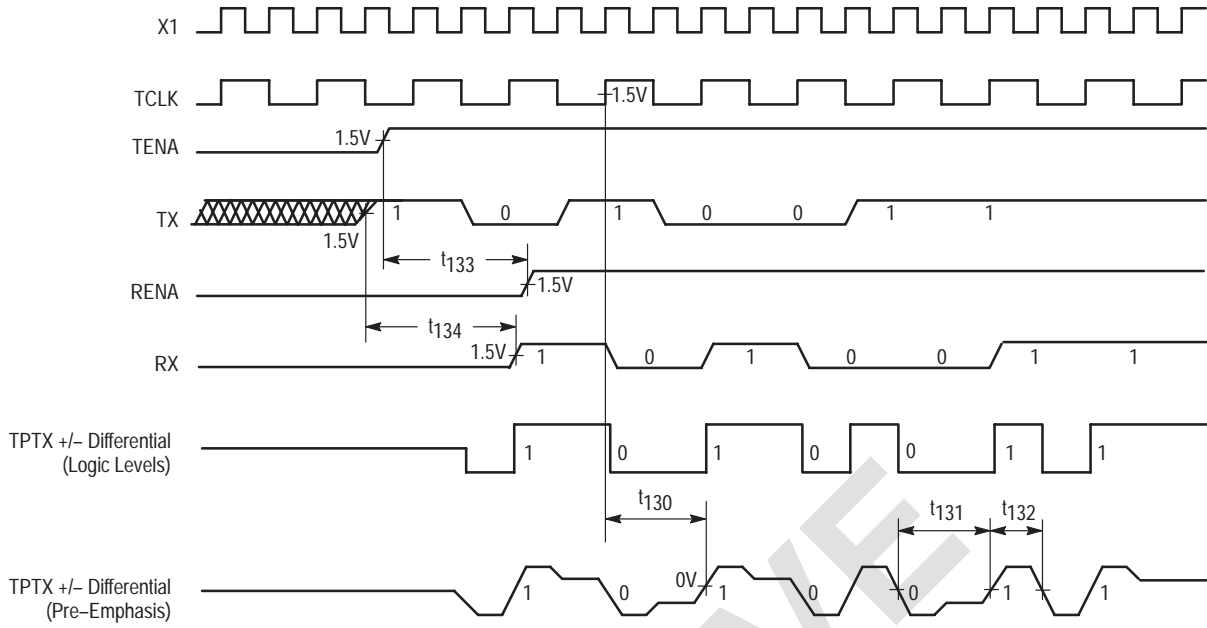 X1
TCLK
1.5V
TENA
1.5V
TX
1 0 1 0 0 1 1
1.5V
t133
RENA
1.5V
t134
RX
1.5V
1 0 1 0 0 1 1
TPTX +/– Differential
(Logic Levels)
1 0 1 0 0 1 1
t130
t131
t132
TPTX +/– Differential
(Pre–Emphasis)
0V
1 0 1 0 0 1 1